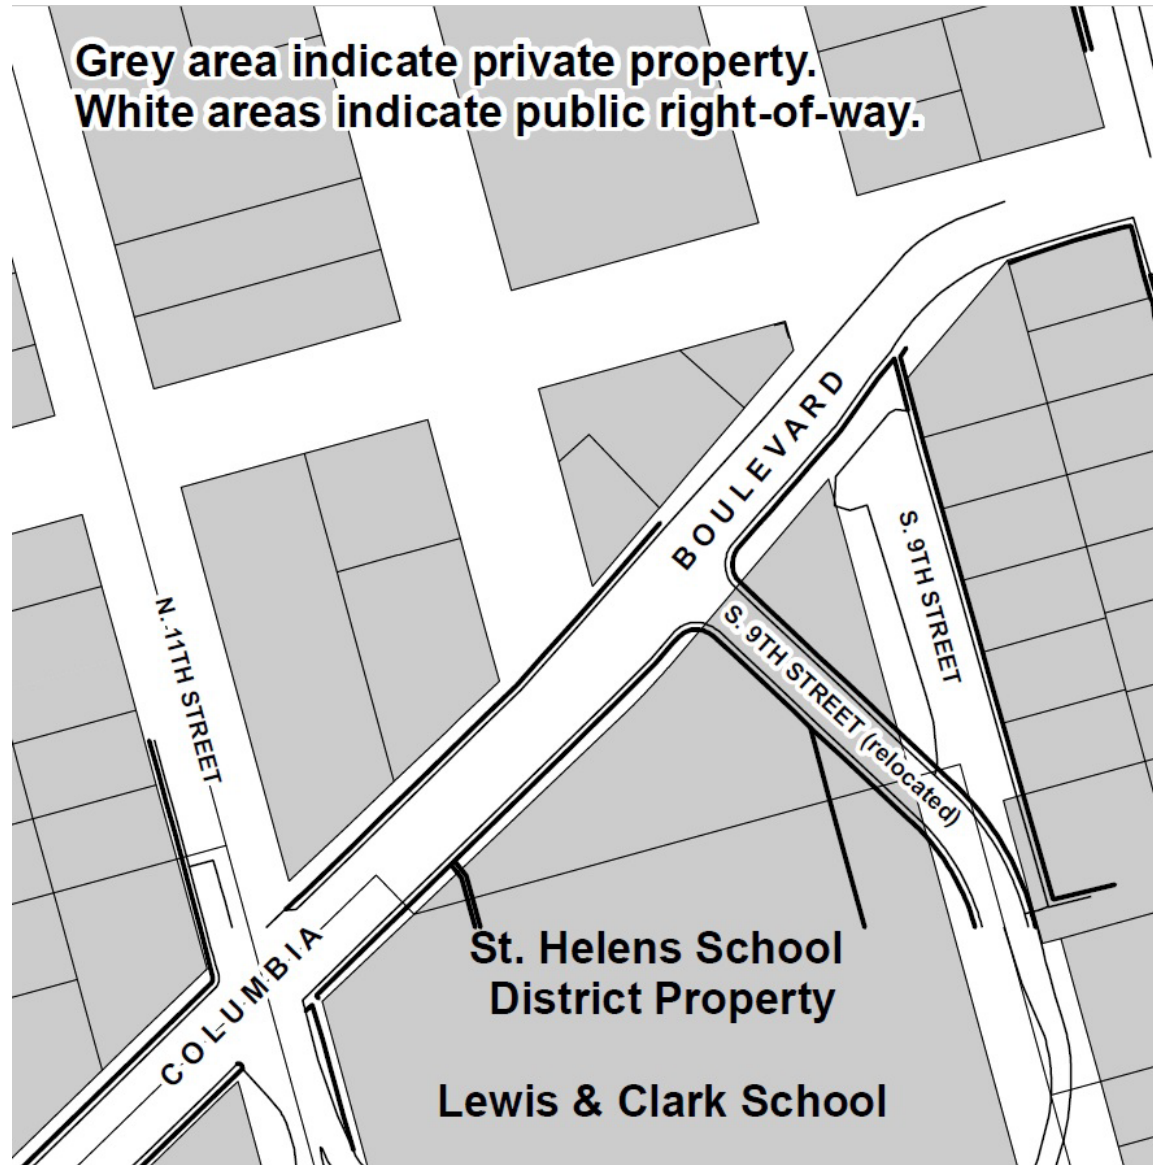 Grey area indicate private property.
White areas indicate public right-of-way.
BOULEVARD
S. 9TH STREET
S. 9TH STREET (relocated)
N. 11TH STREET
COLUMBIA
St. Helens School
District Property
Lewis & Clark School